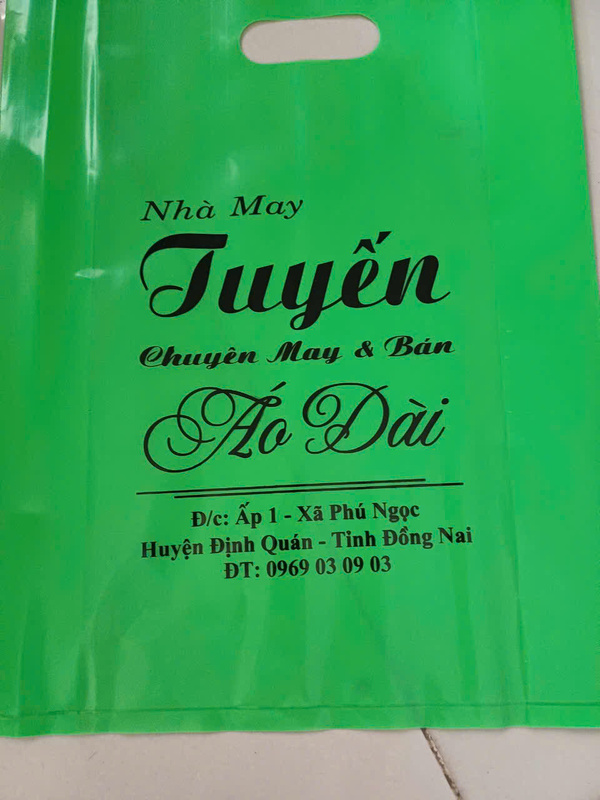 Nhà May
Tuyến
Chuyên May & Bán
Áo Dài
Đ/c: Ấp 1 - Xã Phú Ngọc
Huyện Định Quán - Tỉnh Đồng Nai
ĐT: 0969 03 09 03